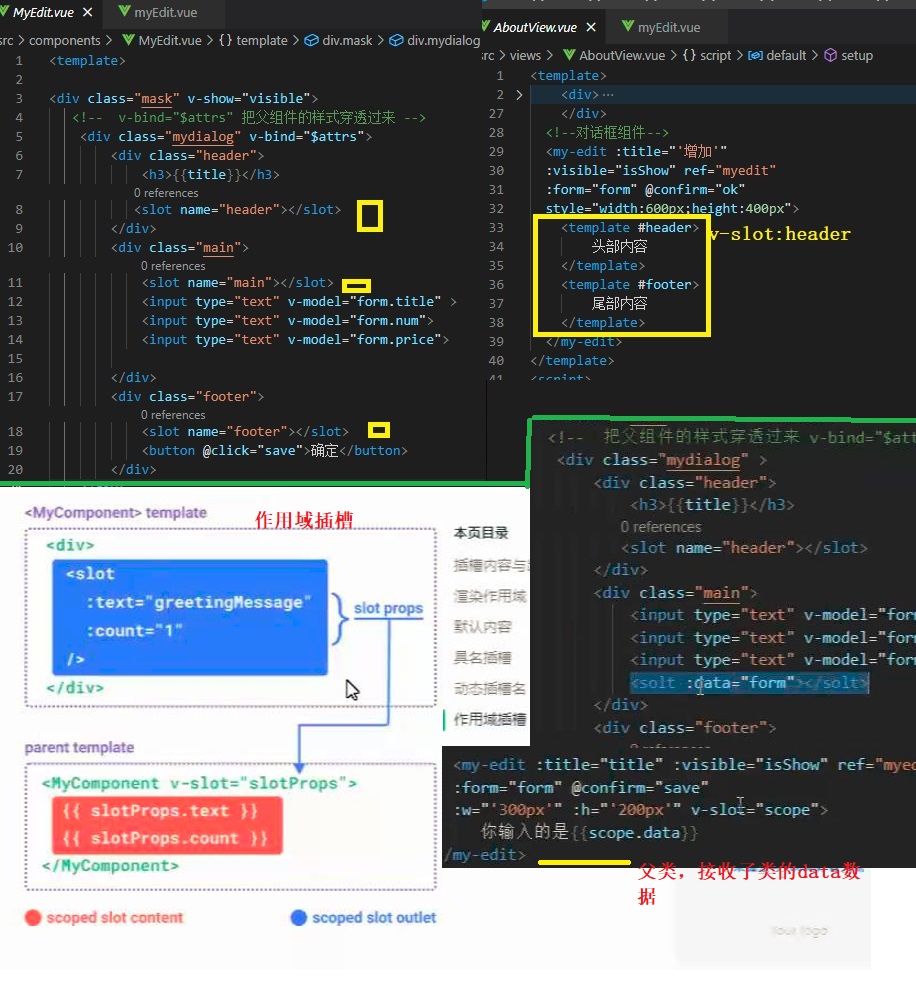 MyEdit.vue ×
myEdit.vue
src > components > MyEdit.vue > {} template > div.mask > div.mydialog
1 <template>
2
3 <div class="mask" v-show="visible">
4 <!-- v-bind="$attrs" 把父组件的样式穿透过来 -->
5 <div class="mydialog" v-bind="$attrs">
6 <div class="header">
7 <h3>{{title}}</h3>
0 references
8 <slot name="header"></slot>
9 </div>
10 <div class="main">
0 references
11 <slot name="main"></slot>
12 <input type="text" v-model="form.title" >
13 <input type="text" v-model="form.num">
14 <input type="text" v-model="form.price">
15
16 </div>
17 <div class="footer">
0 references
18 <slot name="footer"></slot>
19 <button @click="save">确定</button>
20 </div>
AboutView.vue ×
myEdit.vue
src > views > AboutView.vue > {} script > default > setup
1 <template>
2 > <div>…
27 </div>
28 <!--对话框组件-->
29 <my-edit :title="'增加'"
30 :visible="isShow" ref="myedit"
31 :form="form" @confirm="ok"
32 style="width:600px;height:400px">
33 <template #header>
v-slot:header
34 头部内容
35 </template>
36 <template #footer>
37 尾部内容
38 </template>
39 </my-edit>
40 </template>
41 <script>
<!-- 把父组件的样式穿透过来 v-bind="$att
<div class="mydialog" >
<div class="header">
<h3>{{title}}</h3>
0 references
<slot name="header"></slot>
</div>
<div class="main">
<input type="text" v-model="for
<input type="text" v-model="for
<input type="text" v-model="for
<solt :data="form"></solt>
</div>
<div class="footer">
<MyComponent> template
作用域插槽
<div>
<slot
:text="greetingMessage"
:count="1"
/>
</div>
slot props
本页目录
插槽内容与
渲染作用域
默认内容
具名插槽
动态插槽名
作用域插槽
parent template
<MyComponent v-slot="slotProps">
{{ slotProps.text }}
{{ slotProps.count }}
</MyComponent>
scoped slot content
scoped slot outlet
<my-edit :title="title" :visible="isShow" ref="myed
:form="form" @confirm="save"
:w="'300px'" :h="'200px'" v-slot="scope">
你输入的是{{scope.data}}
/my-edit>
父类，接收子类的data数
据
Your logo